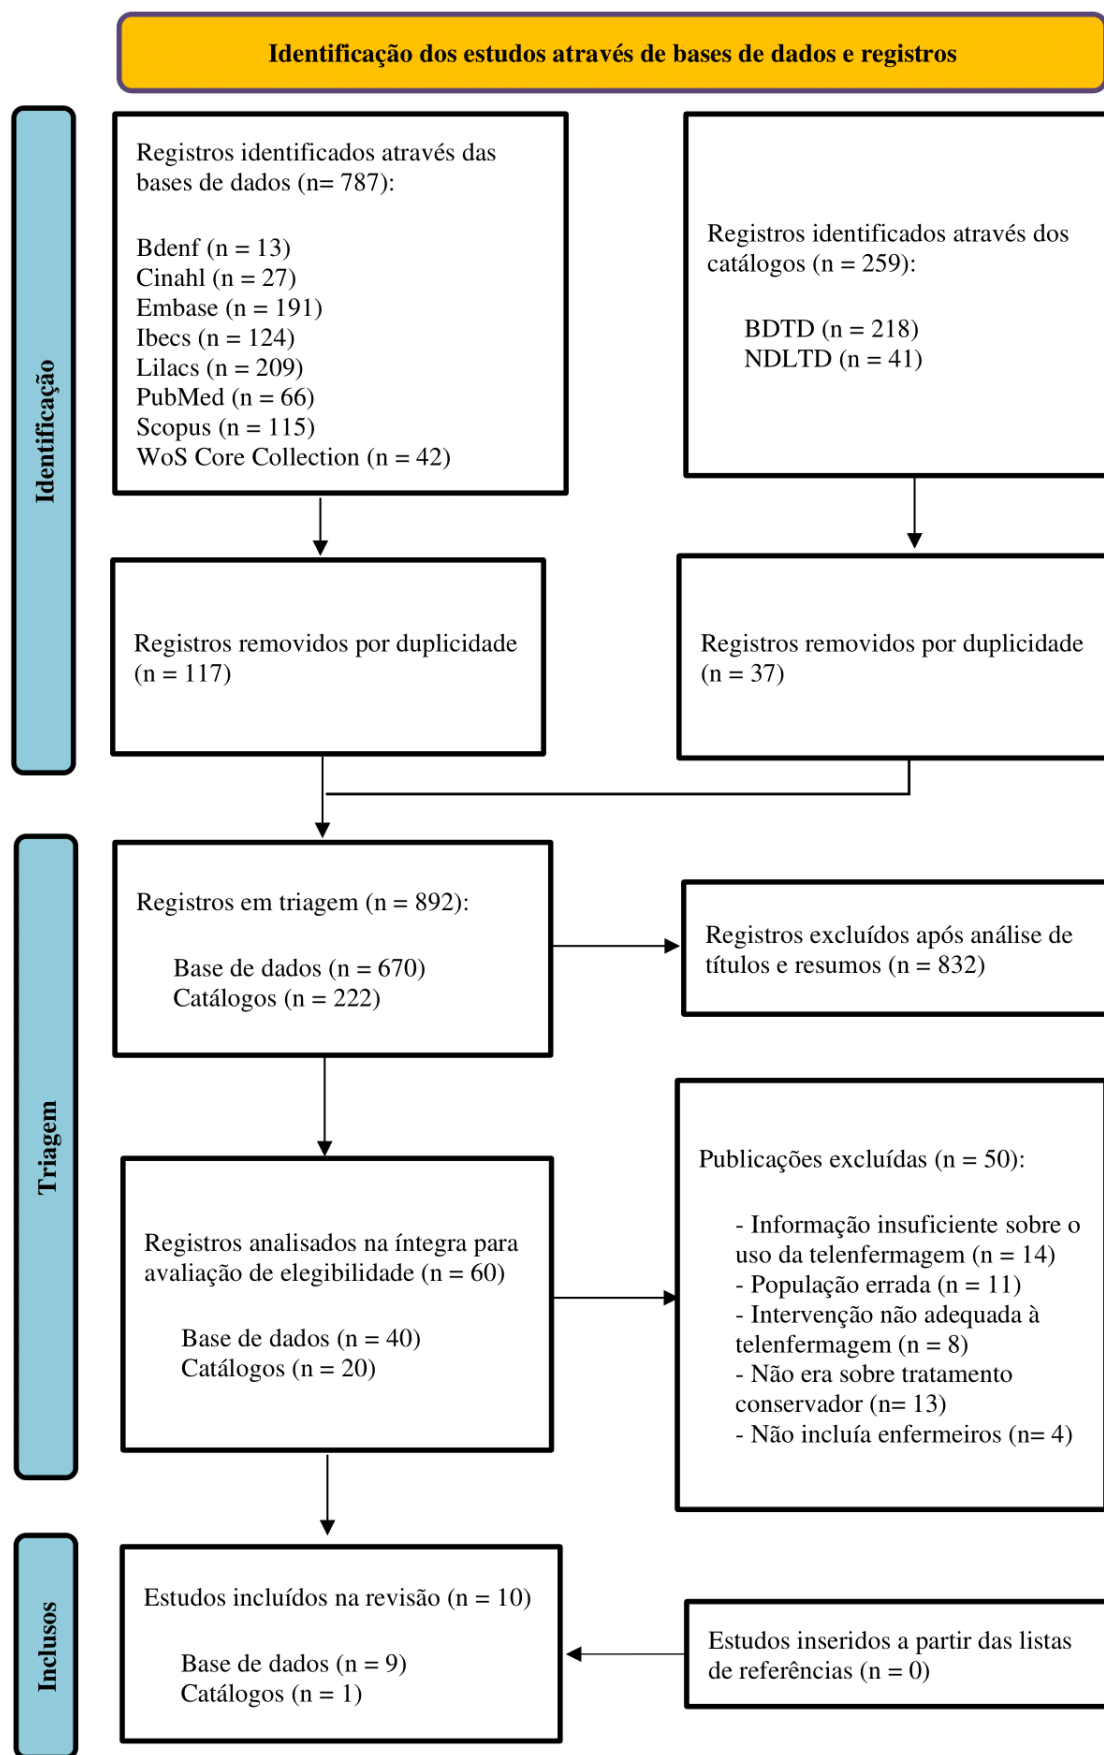 Identificação dos estudos através de bases de dados e registros
Identificação
Registros identificados através das
bases de dados (n= 787):
Bdenf (n = 13)
Cinahl (n = 27)
Embase (n = 191)
Ibecs (n = 124)
Lilacs (n = 209)
PubMed (n = 66)
Scopus (n = 115)
WoS Core Collection (n = 42)
Registros identificados através dos
catálogos (n = 259):
BDTD (n = 218)
NDLTD (n = 41)
Registros removidos por duplicidade
(n = 117)
Registros removidos por duplicidade
(n = 37)
Triagem
Registros em triagem (n = 892):
Base de dados (n = 670)
Catálogos (n = 222)
Registros excluídos após análise de
títulos e resumos (n = 832)
Registros analisados na íntegra para
avaliação de elegibilidade (n = 60)
Base de dados (n = 40)
Catálogos (n = 20)
Publicações excluídas (n = 50):
- Informação insuficiente sobre o
uso da telenfermagem (n = 14)
- População errada (n = 11)
- Intervenção não adequada à
telenfermagem (n = 8)
- Não era sobre tratamento
conservador (n= 13)
- Não incluía enfermeiros (n= 4)
Inclusos
Estudos incluídos na revisão (n = 10)
Base de dados (n = 9)
Catálogos (n = 1)
Estudos inseridos a partir das listas
de referências (n = 0)